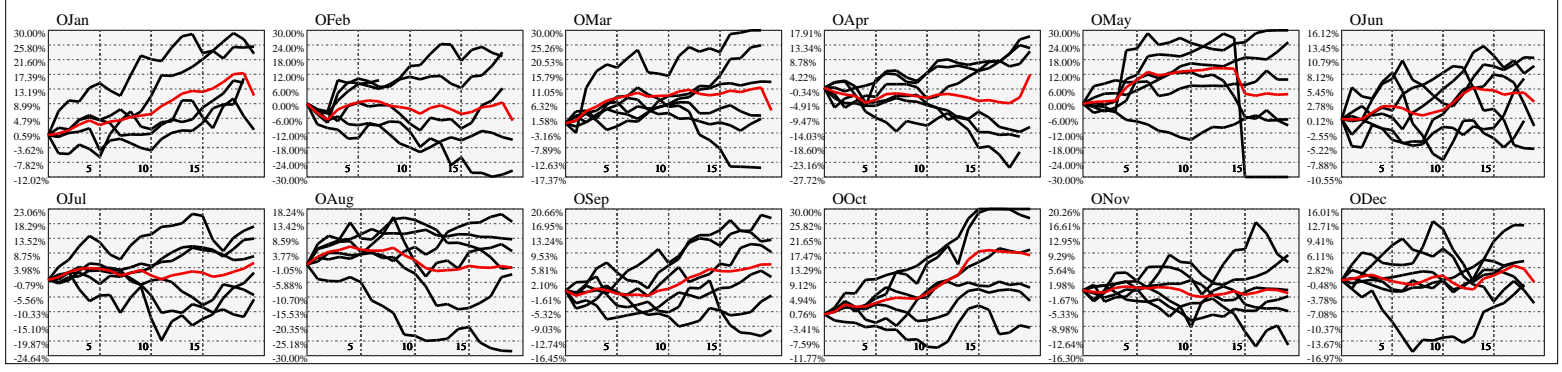 OJan OFeb OMar OApr OMay OJun
30.00% 30.00% 30.00% 17.91% 30.00% 16.12%
25.80% 24.00% 25.26% 13.34% 24.00% 13.45%
21.60% 18.00% 20.53% 8.78% 18.00% 10.79%
17.39% 12.00% 15.79% 4.22% 12.00% 8.12%
13.19% 6.00% 11.05% -0.34% 6.00% 5.45%
8.99% 0.00% 6.32% -4.91% 0.00% 2.78%
4.79% -6.00% 1.58% -9.47% -6.00% 0.12%
0.59% -12.00% -3.16% -14.03% -12.00% -2.55%
-3.62% -18.00% -7.89% -18.60% -18.00% -5.22%
-7.82% -24.00% -12.63% -23.16% -24.00% -7.88%
-12.02% -30.00% -17.37% -27.72% -30.00% -10.55%
5 10 15 5 10 15 5 10 15 5 10 15 5 10 15 5 10 15
OJul OAug OSep OOct ONov ODec
23.06% 18.24% 20.66% 30.00% 20.26% 16.01%
18.29% 13.42% 16.95% 25.82% 16.61% 12.71%
13.52% 8.59% 13.24% 21.65% 12.95% 9.41%
8.75% 3.77% 9.53% 17.47% 9.29% 6.11%
3.98% -1.05% 5.81% 13.29% 5.64% 2.82%
-0.79% -5.88% 2.10% 9.12% 1.98% -0.48%
-5.56% -10.70% -1.61% 4.94% -1.67% -3.78%
-10.33% -15.53% -5.32% 0.76% -5.33% -7.08%
-15.10% -20.35% -9.03% -3.41% -8.98% -10.37%
-19.87% -25.18% -12.74% -7.59% -12.64% -13.67%
-24.64% -30.00% -16.45% -11.77% -16.30% -16.97%
5 10 15 5 10 15 5 10 15 5 10 15 5 10 15 5 10 15